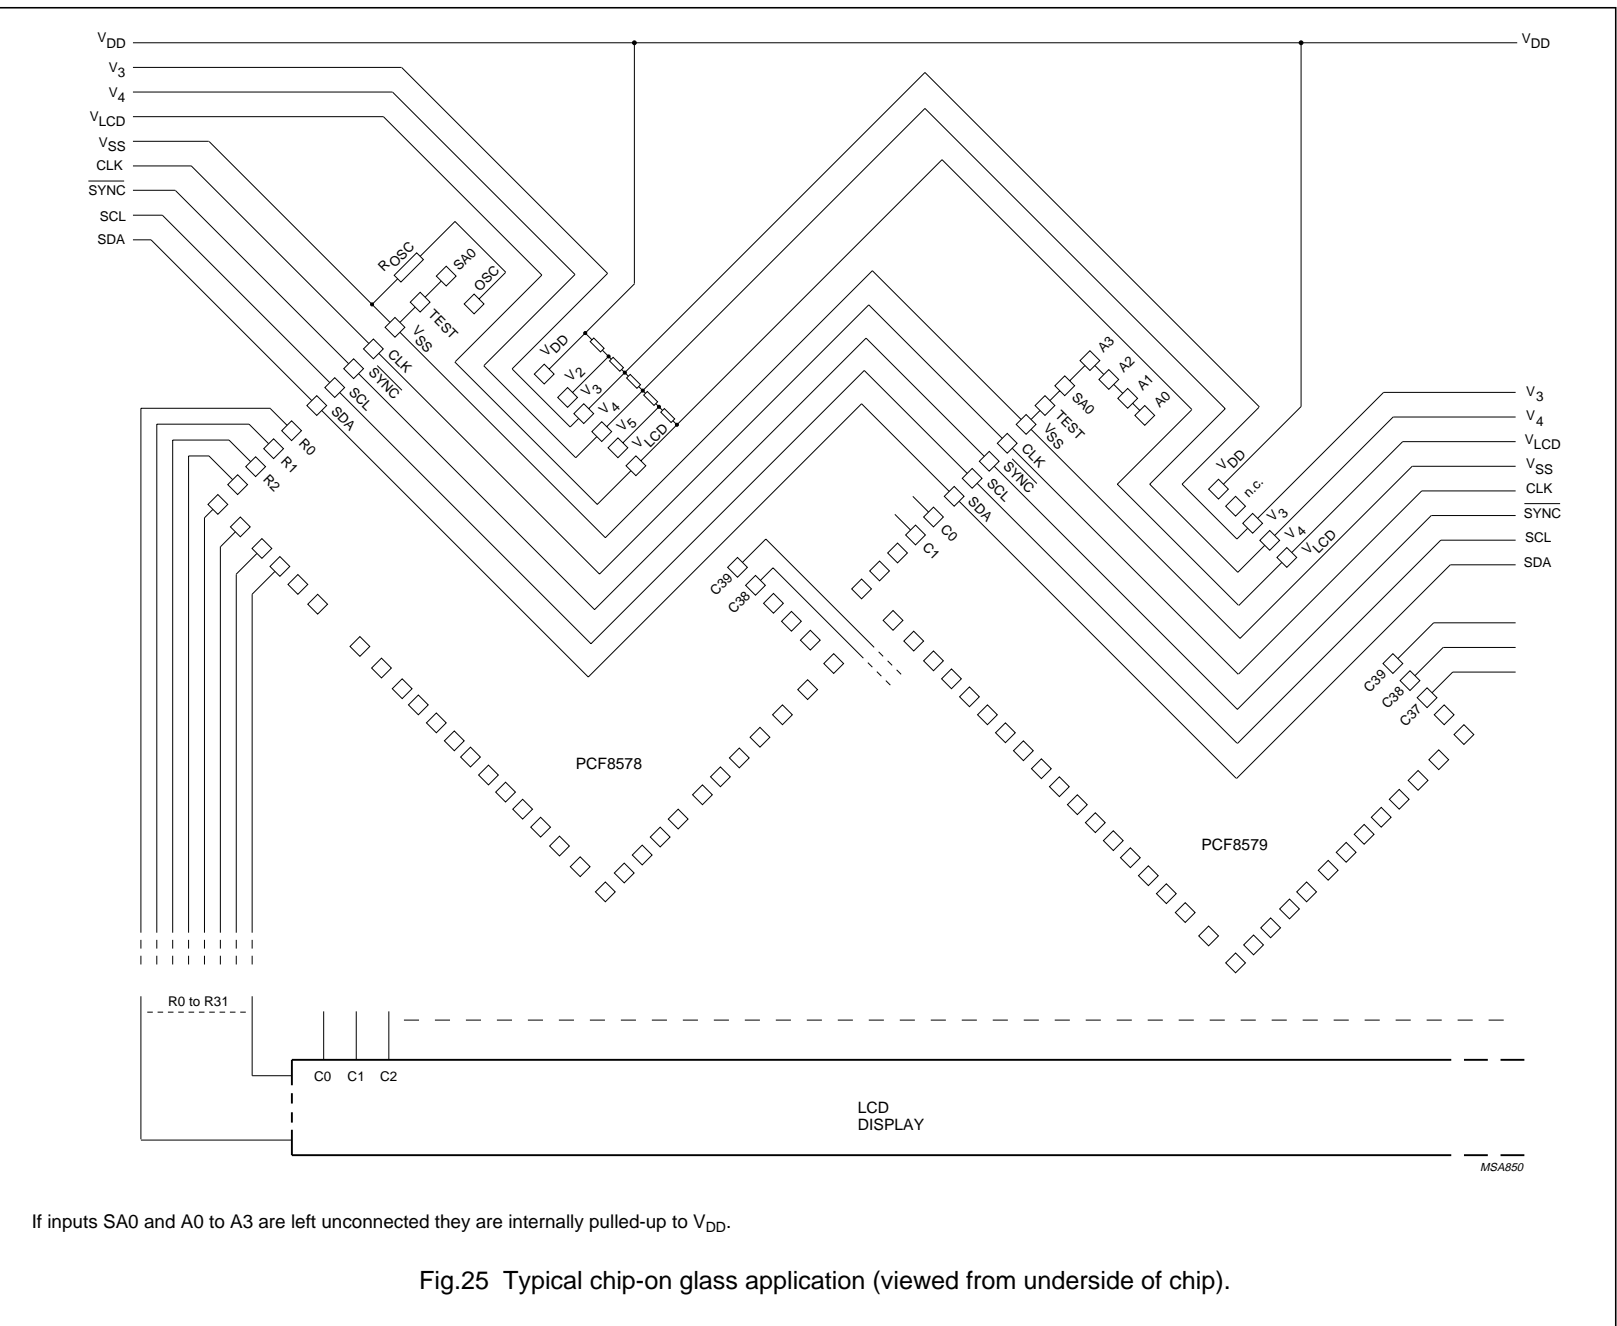 VDD
V3
V4
VLCD
VSS
CLK
SYNC
SCL
SDA
VDD
ROSC
SA0
OSC
TEST
VSS
CLK
SYNC
SCL
SDA
R0
R1
R2
VDD
V2
V3
V4
V5
VLCD
A3
A2
A1
A0
SA0
TEST
VSS
CLK
SYNC
SCL
SDA
C0
C1
VDD
n.c.
V3
V4
VLCD
V3
V4
VLCD
VSS
CLK
SYNC
SCL
SDA
C39
C38
C39
C38
C37
PCF8578
PCF8579
R0 to R31
C0 C1 C2
LCD
DISPLAY
MSA850
If inputs SA0 and A0 to A3 are left unconnected they are internally pulled-up to VDD.
Fig.25 Typical chip-on glass application (viewed from underside of chip).